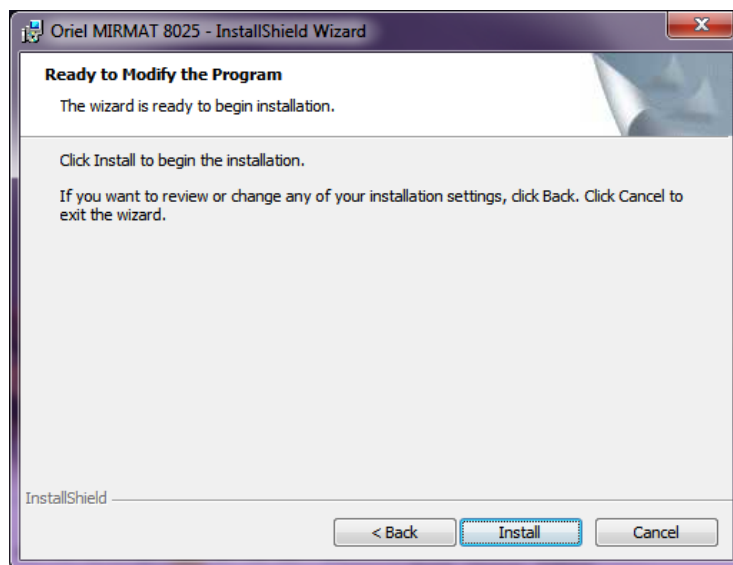 Oriel MIRMAT 8025 - InstallShield Wizard
Ready to Modify the Program
The wizard is ready to begin installation.
Click Install to begin the installation.
If you want to review or change any of your installation settings, click Back. Click Cancel to
exit the wizard.
InstallShield
< Back Install Cancel